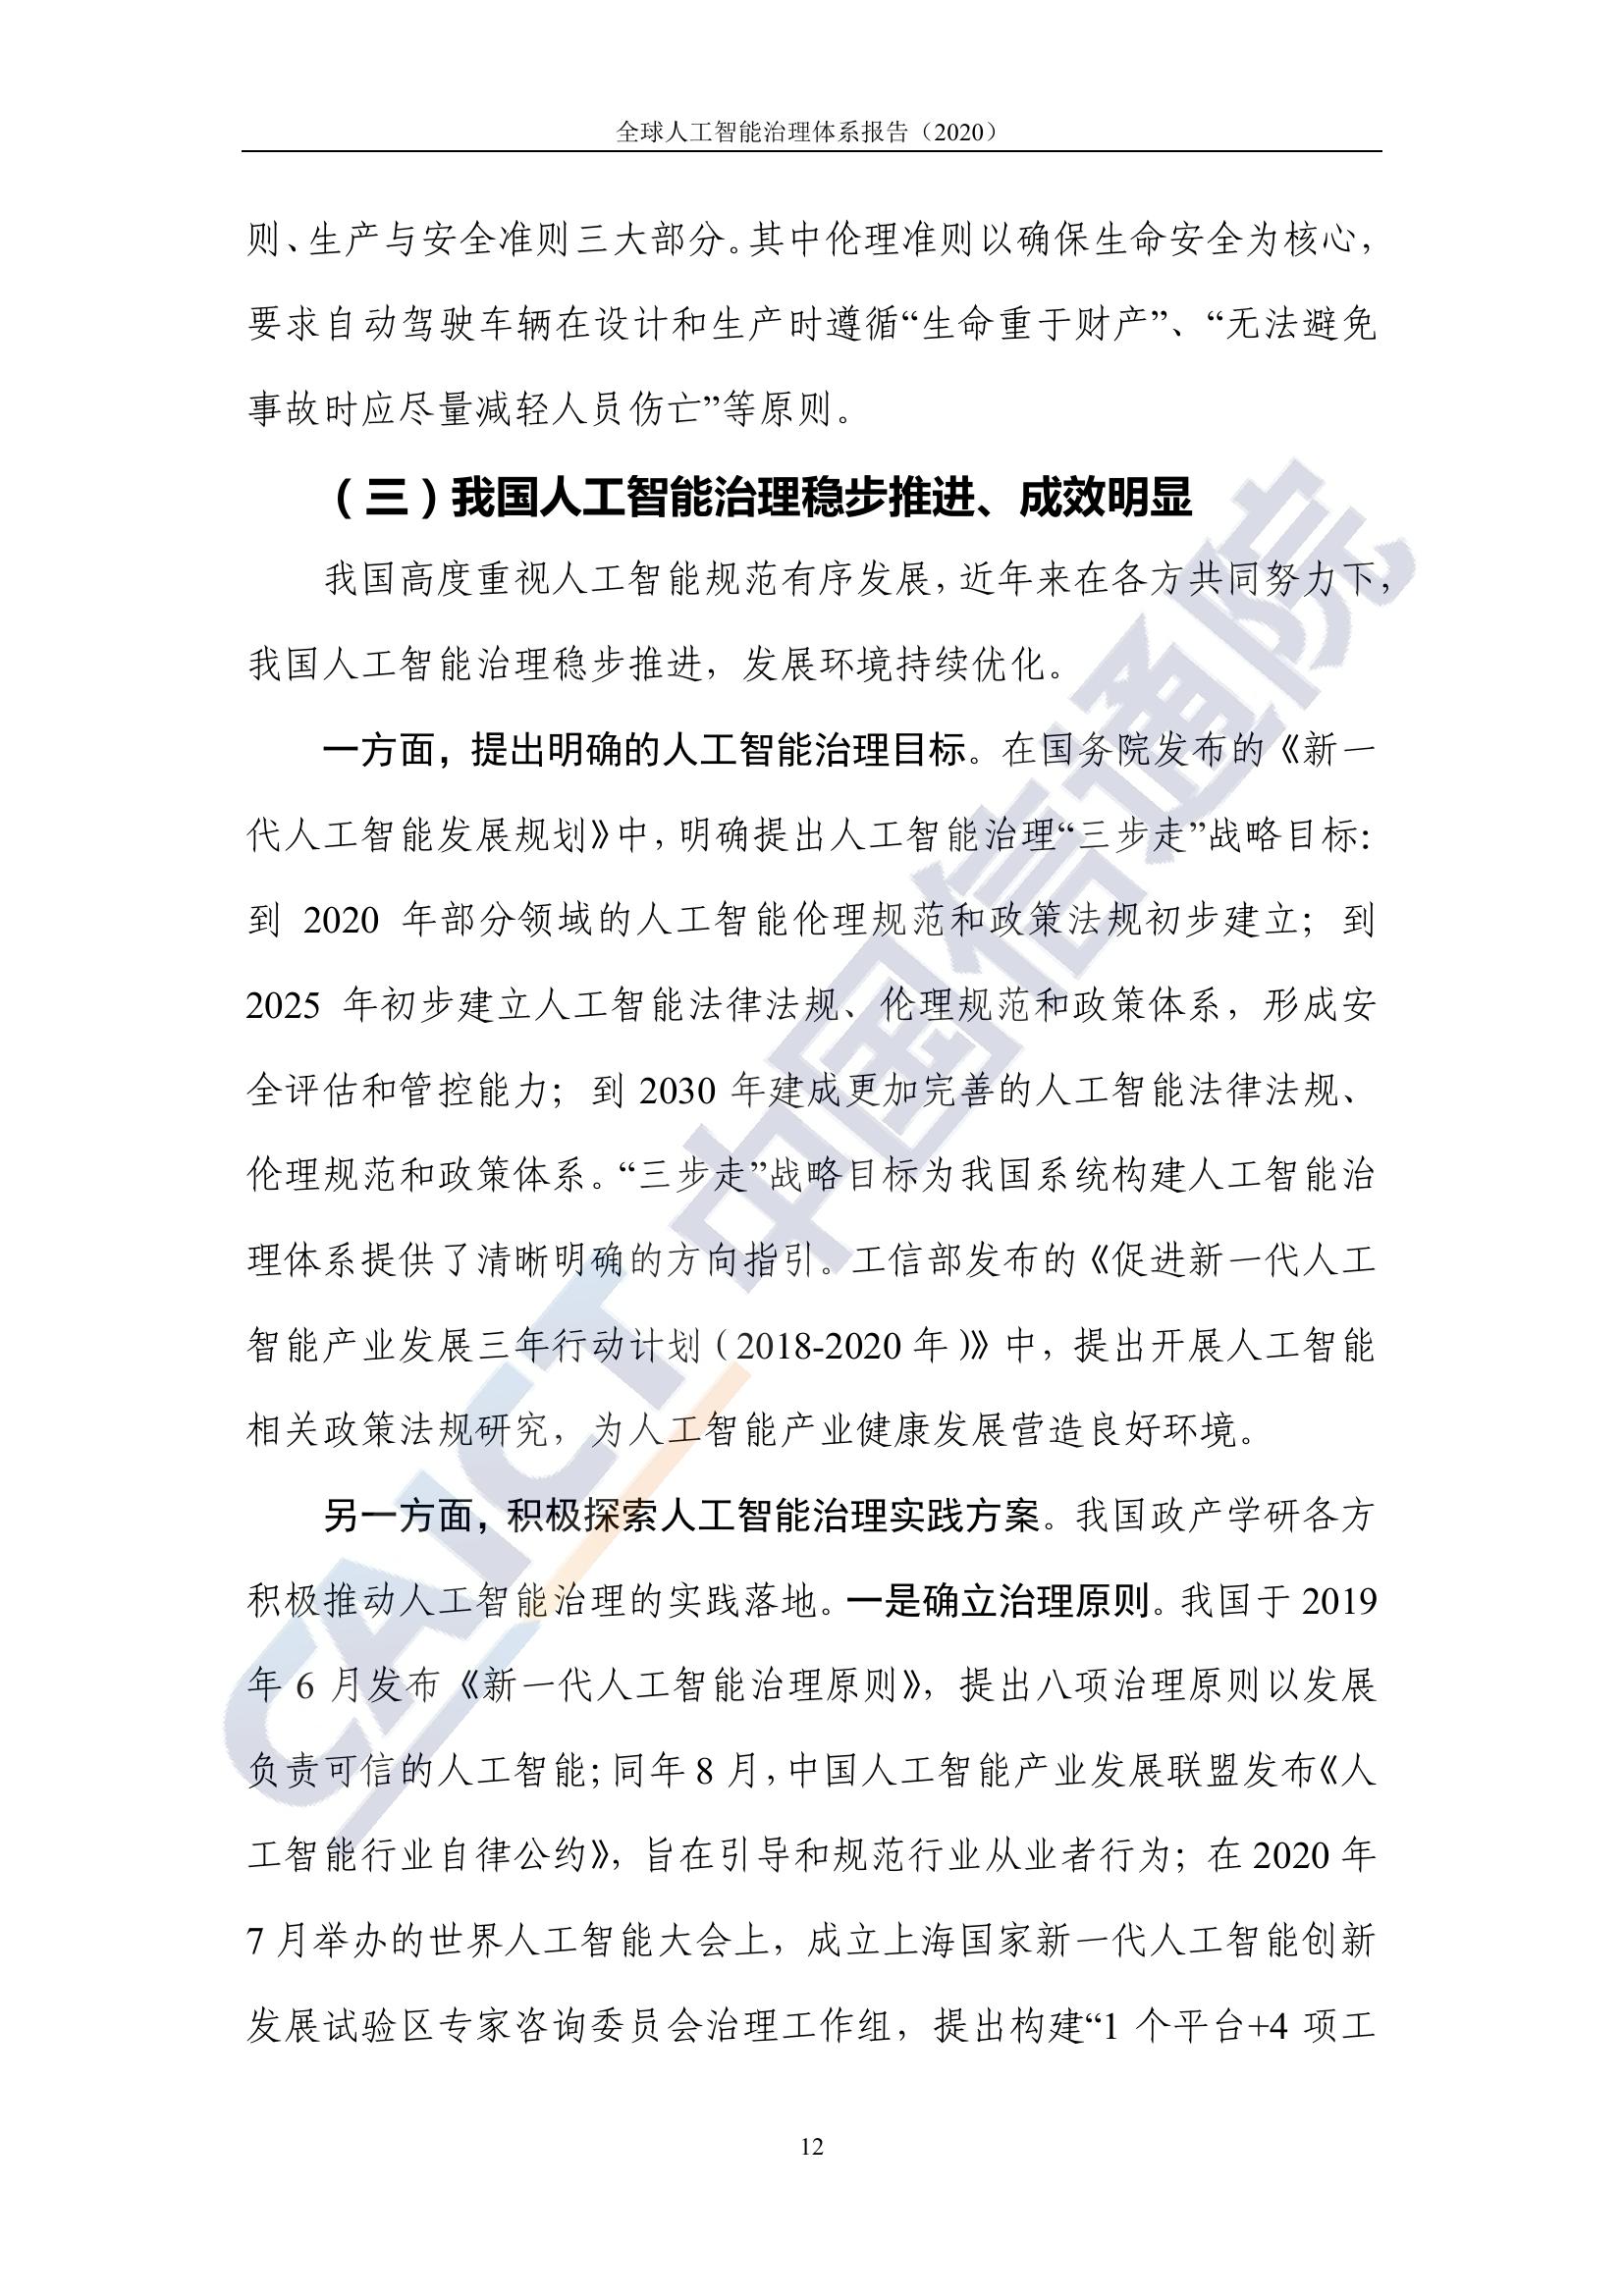 全球人工智能治理体系报告（2020）
则、生产与安全准则三大部分。其中伦理准则以确保生命安全为核心，
要求自动驾驶车辆在设计和生产时遵循“生命重于财产”、“无法避免
事故时应尽量减轻人员伤亡”等原则。
（三）我国人工智能治理稳步推进、成效明显
我国高度重视人工智能规范有序发展，近年来在各方共同努力下，
我国人工智能治理稳步推进，发展环境持续优化。
一方面，提出明确的人工智能治理目标。在国务院发布的《新一
代人工智能发展规划》中，明确提出人工智能治理“三步走”战略目标：
到 2020 年部分领域的人工智能伦理规范和政策法规初步建立；到
2025 年初步建立人工智能法律法规、伦理规范和政策体系，形成安
全评估和管控能力；到 2030 年建成更加完善的人工智能法律法规、
伦理规范和政策体系。“三步走”战略目标为我国系统构建人工智能治
理体系提供了清晰明确的方向指引。工信部发布的《促进新一代人工
智能产业发展三年行动计划（2018-2020 年）》中，提出开展人工智能
相关政策法规研究，为人工智能产业健康发展营造良好环境。
另一方面，积极探索人工智能治理实践方案。我国政产学研各方
积极推动人工智能治理的实践落地。一是确立治理原则。我国于 2019
年 6 月发布《新一代人工智能治理原则》，提出八项治理原则以发展
负责可信的人工智能；同年 8 月，中国人工智能产业发展联盟发布《人
工智能行业自律公约》，旨在引导和规范行业从业者行为；在 2020 年
7 月举办的世界人工智能大会上，成立上海国家新一代人工智能创新
发展试验区专家咨询委员会治理工作组，提出构建“1 个平台+4 项工
12
CAICT 中国信通院